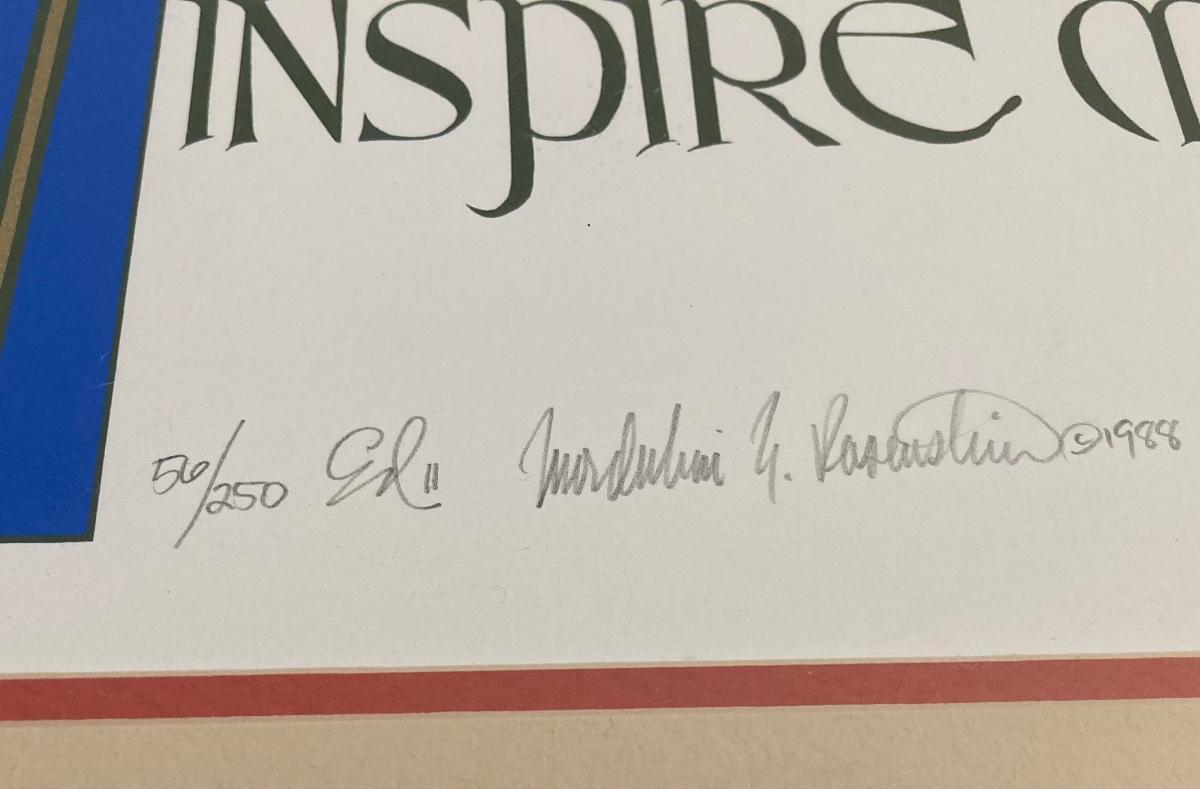 INSPIRE M
56/250 Ed II Mordechai Y. Rosenstein ©1988